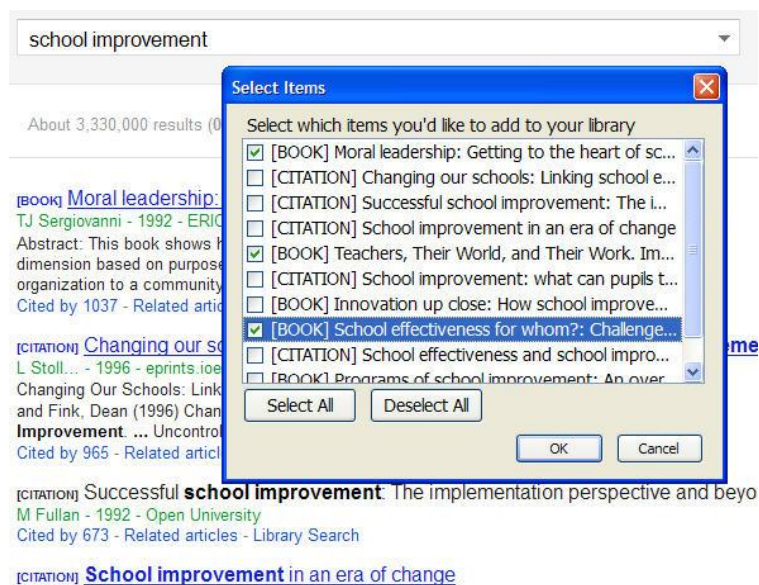 school improvement
About 3,330,000 results (0
Select Items
Select which items you'd like to add to your library
[BOOK] Moral leadership: Getting to the heart of sc...
[CITATION] Changing our schools: Linking school e...
[CITATION] Successful school improvement: The i...
[CITATION] School improvement in an era of change
[BOOK] Teachers, Their World, and Their Work. Im...
[CITATION] School improvement: what can pupils t...
[BOOK] Innovation up close: How school improve...
[BOOK] School effectiveness for whom?: Challenge...
[CITATION] School effectiveness and school impro...
[BOOK] Programs of school improvement: An over
Select All
Deselect All
OK
Cancel
[BOOK] Moral leadership:
TJ Sergiovanni - 1992 - ERIC
Abstract: This book shows h
dimension based on purpose
organization to a community
Cited by 1037 - Related artic
[CITATION] Changing our sc eme
L Stoll... - 1996 - eprints.ioe
Changing Our Schools: Link
and Fink, Dean (1996) Chan
Improvement. ... Uncontrol
Cited by 965 - Related articl
[CITATION] Successful school improvement: The implementation perspective and beyo
M Fullan - 1992 - Open University
Cited by 673 - Related articles - Library Search
[CITATION] School improvement in an era of change